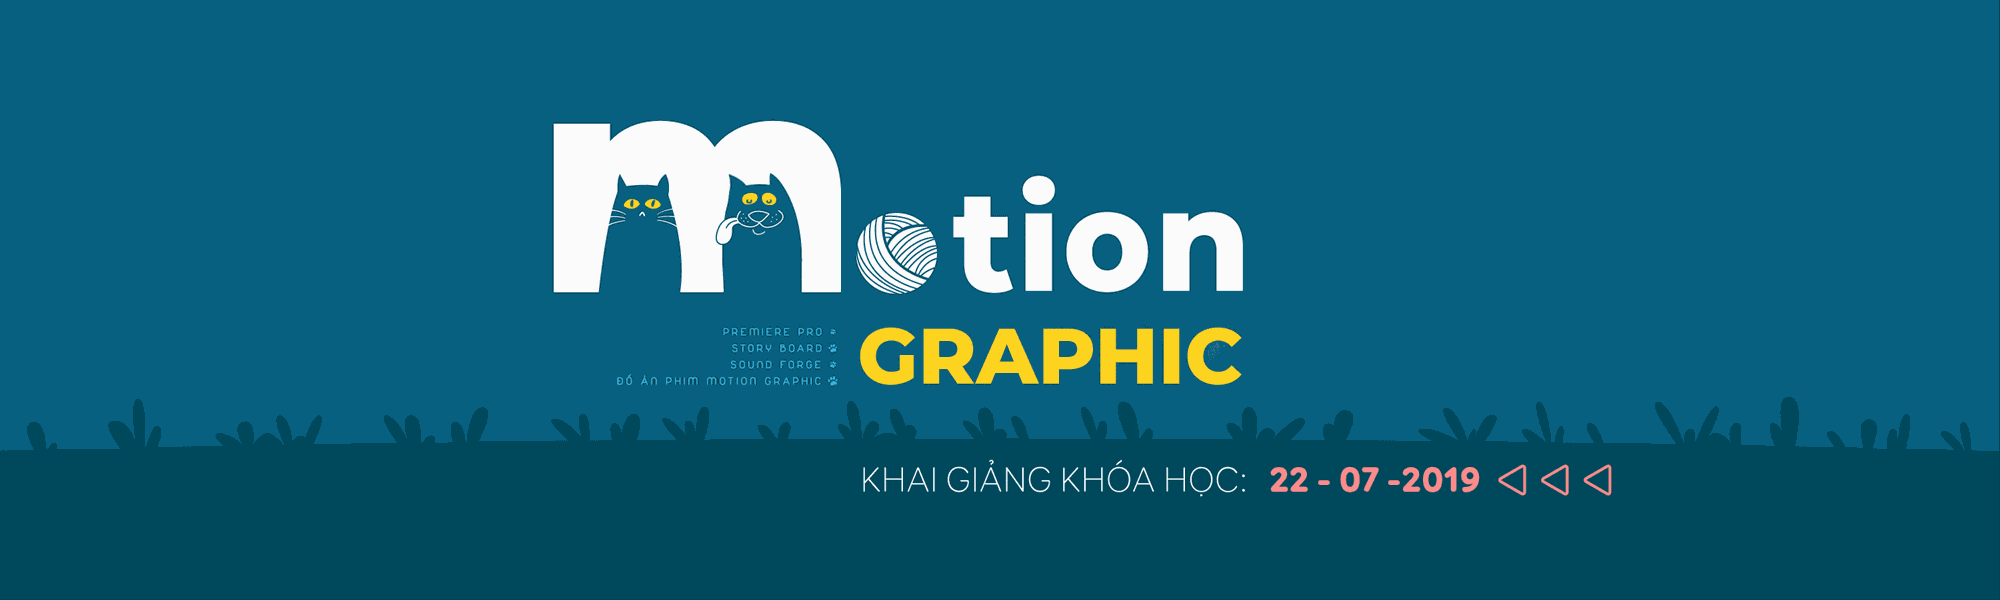 motion
GRAPHIC
PREMIERE PRO
STORY BOARD
SOUND FORGE
ĐỒ ÁN PHIM MOTION GRAPHIC
KHAI GIẢNG KHÓA HỌC: 22 - 07 -2019